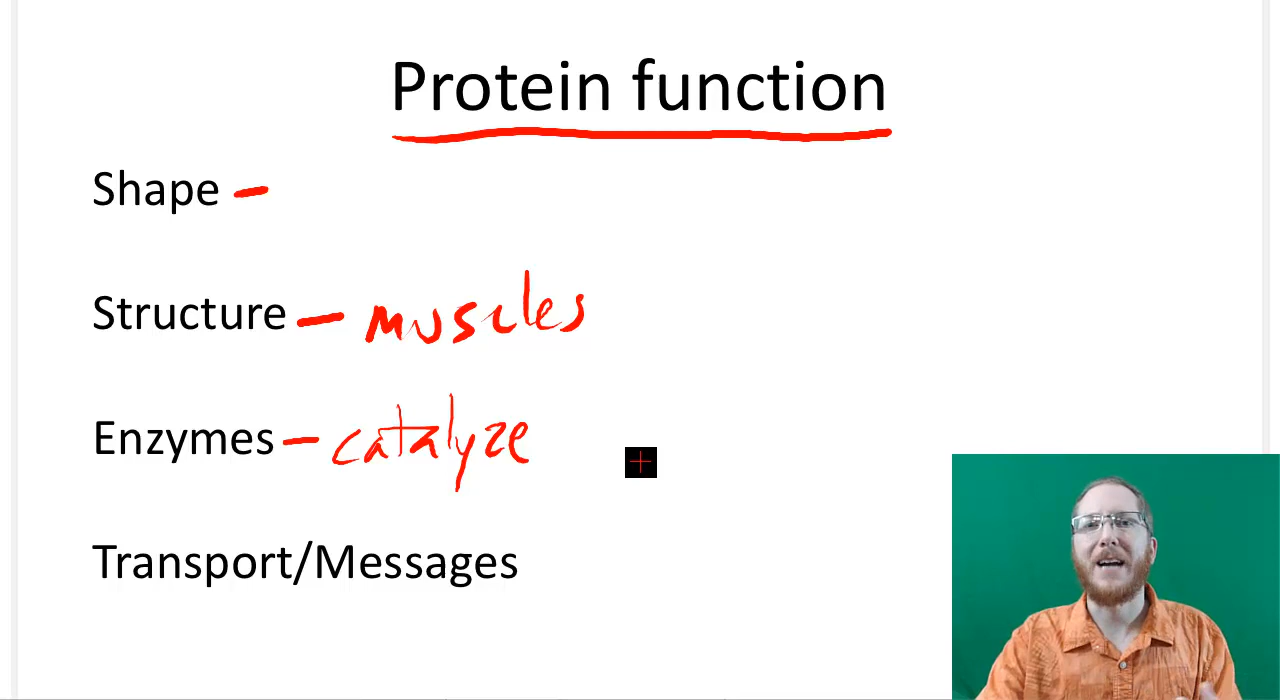 Protein function
Shape -
Structure - muscles
Enzymes - catalyze
Transport/Messages